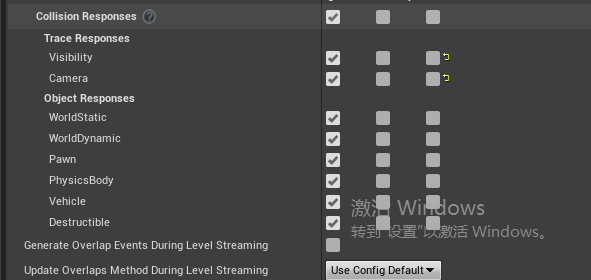 Collision Responses ?
Trace Responses
Visibility
Camera
Object Responses
WorldStatic
WorldDynamic
Pawn
PhysicsBody
Vehicle
Destructible
激活 Windows
转到"设置"以激活 Windows。
Generate Overlap Events During Level Streaming
Update Overlaps Method During Level Streaming
Use Config Default